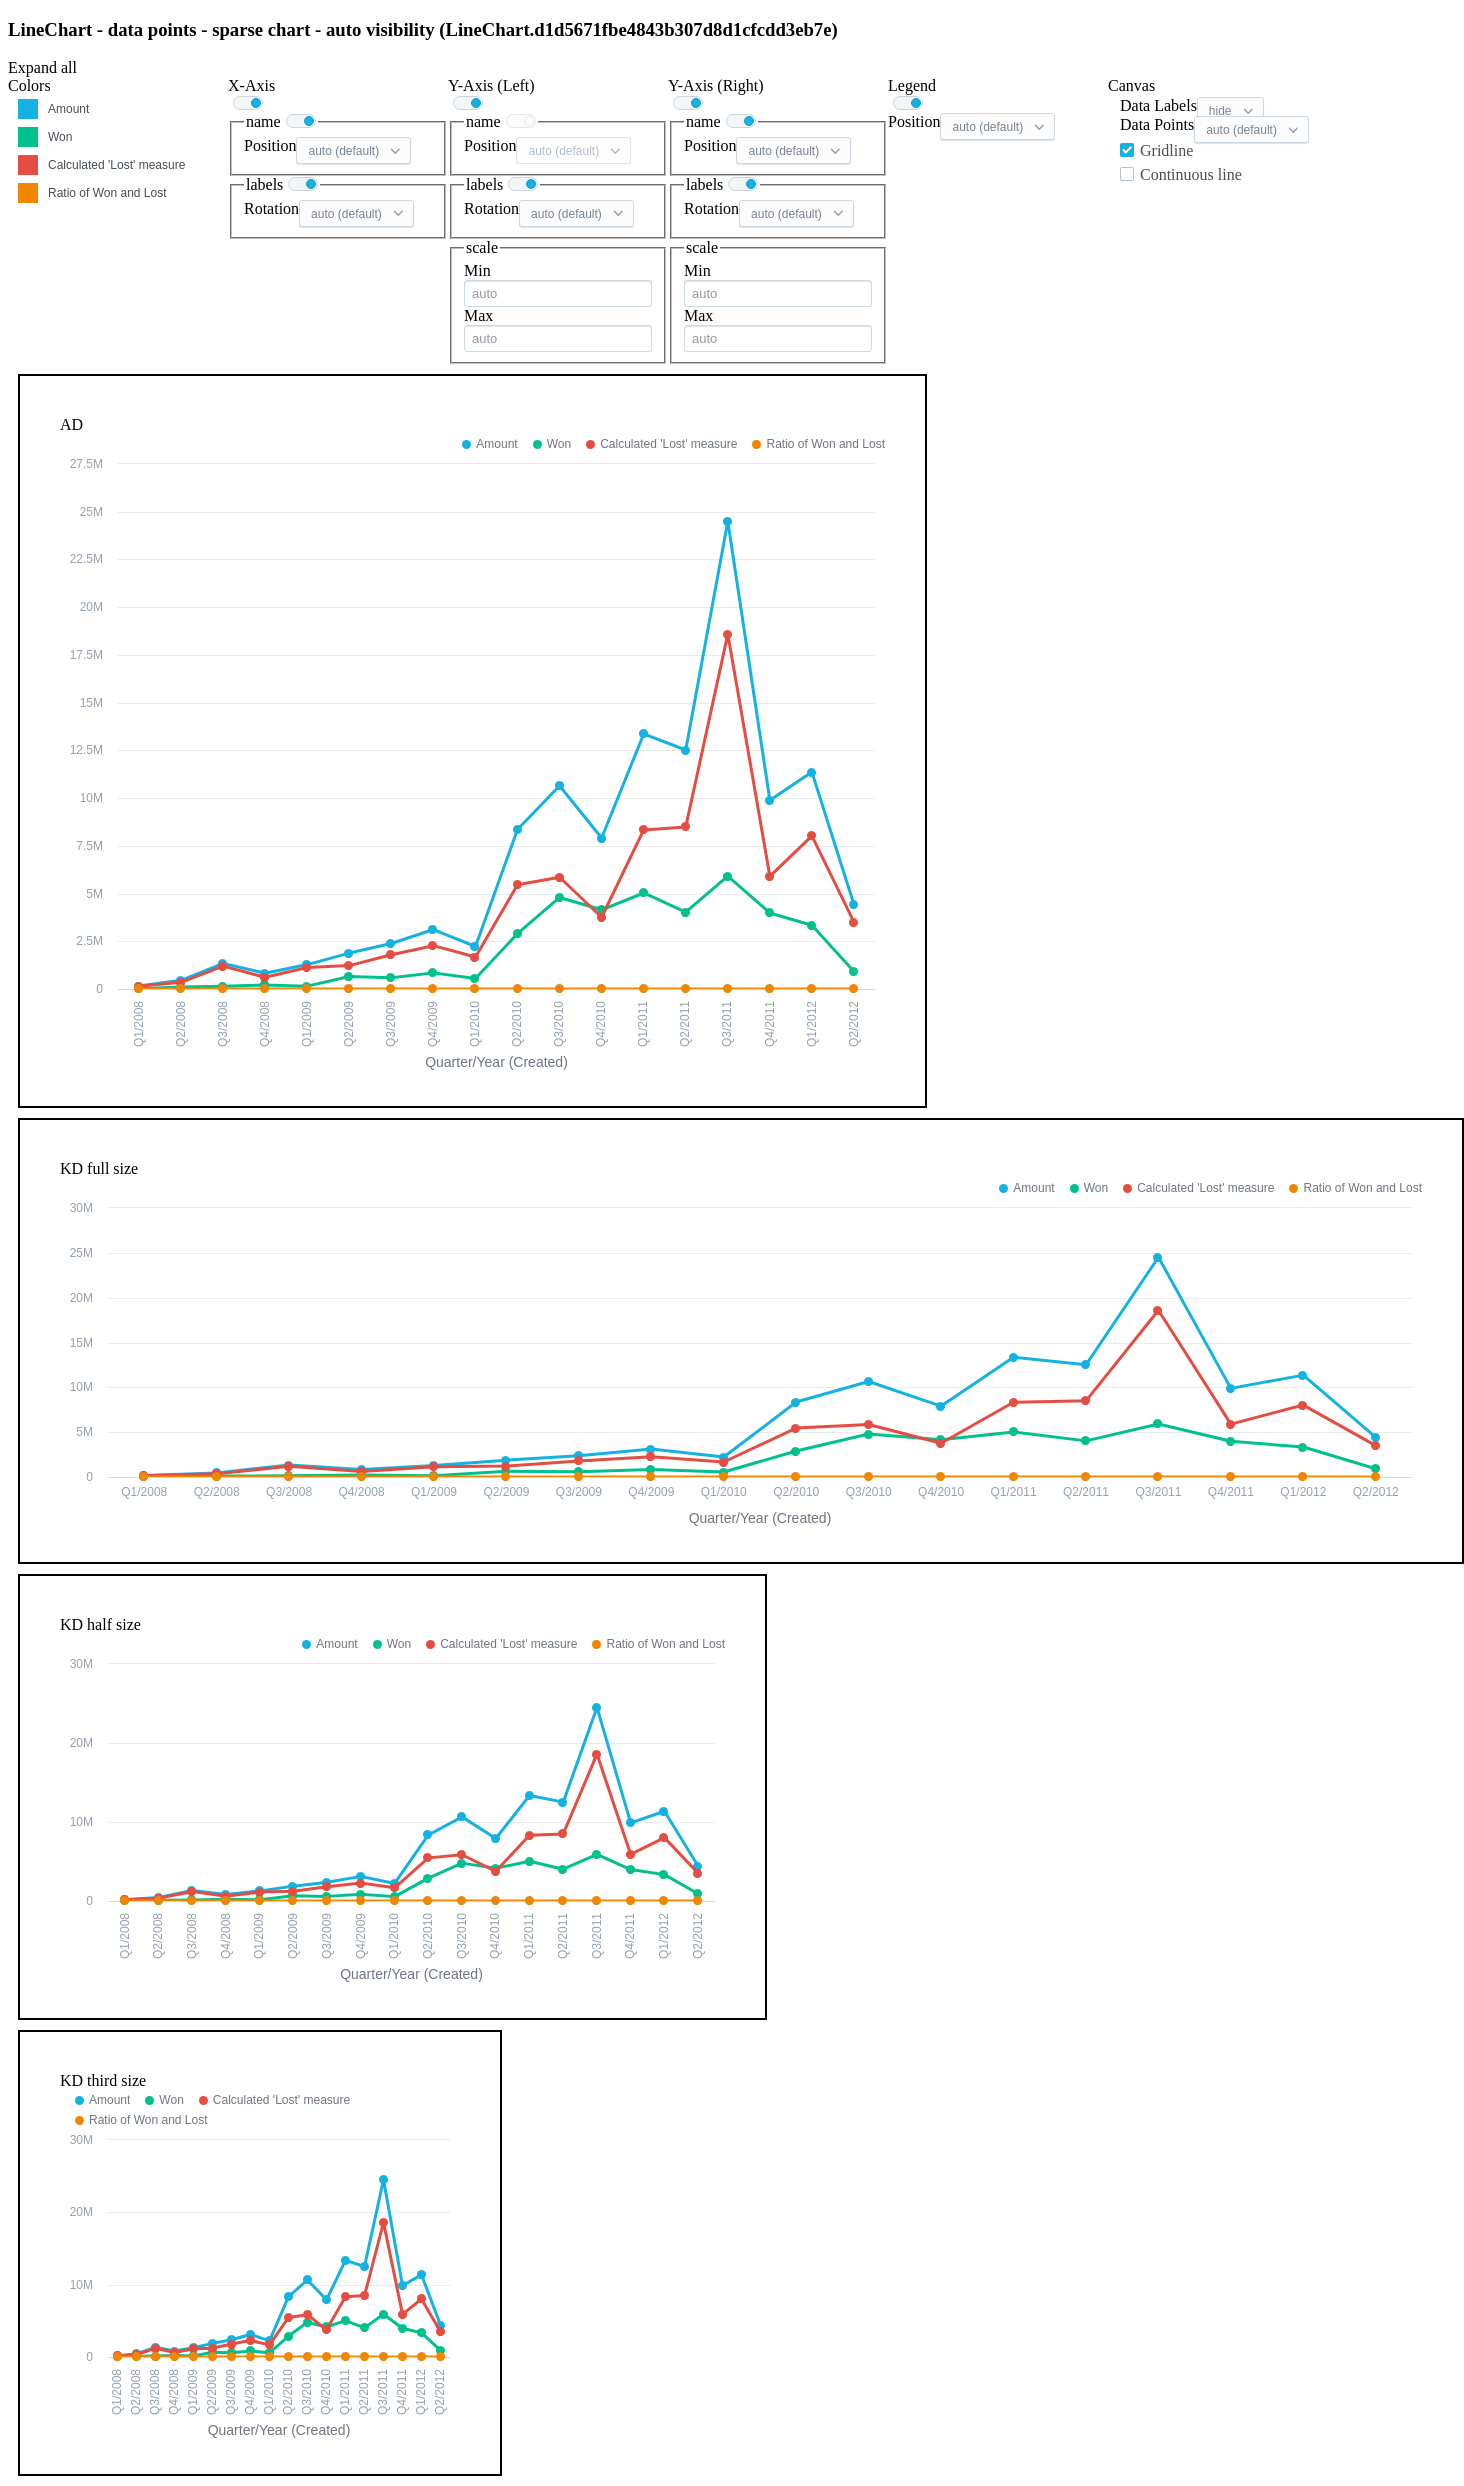 LineChart - data points - sparse chart - auto visibility (LineChart.d1d5671fbe4843b307d8d1cfcdd3eb7e)
Expand all
Colors
Amount
Won
Calculated 'Lost' measure
Ratio of Won and Lost
X-Axis
name
Position auto (default)
labels
Rotation auto (default)
Y-Axis (Left)
name
Position auto (default)
labels
Rotation auto (default)
scale
Min
auto
Max
auto
Y-Axis (Right)
name
Position auto (default)
labels
Rotation auto (default)
scale
Min
auto
Max
auto
Legend
Position auto (default)
Canvas
Data Labels hide
Data Points auto (default)
Gridline
Continuous line
AD
Amount Won Calculated 'Lost' measure Ratio of Won and Lost
27.5M
25M
22.5M
20M
17.5M
15M
12.5M
10M
7.5M
5M
2.5M
0
Q1/2008 Q2/2008 Q3/2008 Q4/2008 Q1/2009 Q2/2009 Q3/2009 Q4/2009 Q1/2010 Q2/2010 Q3/2010 Q4/2010 Q1/2011 Q2/2011 Q3/2011 Q4/2011 Q1/2012 Q2/2012
Quarter/Year (Created)
KD full size
Amount Won Calculated 'Lost' measure Ratio of Won and Lost
30M
25M
20M
15M
10M
5M
0
Q1/2008 Q2/2008 Q3/2008 Q4/2008 Q1/2009 Q2/2009 Q3/2009 Q4/2009 Q1/2010 Q2/2010 Q3/2010 Q4/2010 Q1/2011 Q2/2011 Q3/2011 Q4/2011 Q1/2012 Q2/2012
Quarter/Year (Created)
KD half size
Amount Won Calculated 'Lost' measure Ratio of Won and Lost
30M
20M
10M
0
Q1/2008 Q2/2008 Q3/2008 Q4/2008 Q1/2009 Q2/2009 Q3/2009 Q4/2009 Q1/2010 Q2/2010 Q3/2010 Q4/2010 Q1/2011 Q2/2011 Q3/2011 Q4/2011 Q1/2012 Q2/2012
Quarter/Year (Created)
KD third size
Amount Won Calculated 'Lost' measure
Ratio of Won and Lost
30M
20M
10M
0
Q1/2008 Q2/2008 Q3/2008 Q4/2008 Q1/2009 Q2/2009 Q3/2009 Q4/2009 Q1/2010 Q2/2010 Q3/2010 Q4/2010 Q1/2011 Q2/2011 Q3/2011 Q4/2011 Q1/2012 Q2/2012
Quarter/Year (Created)